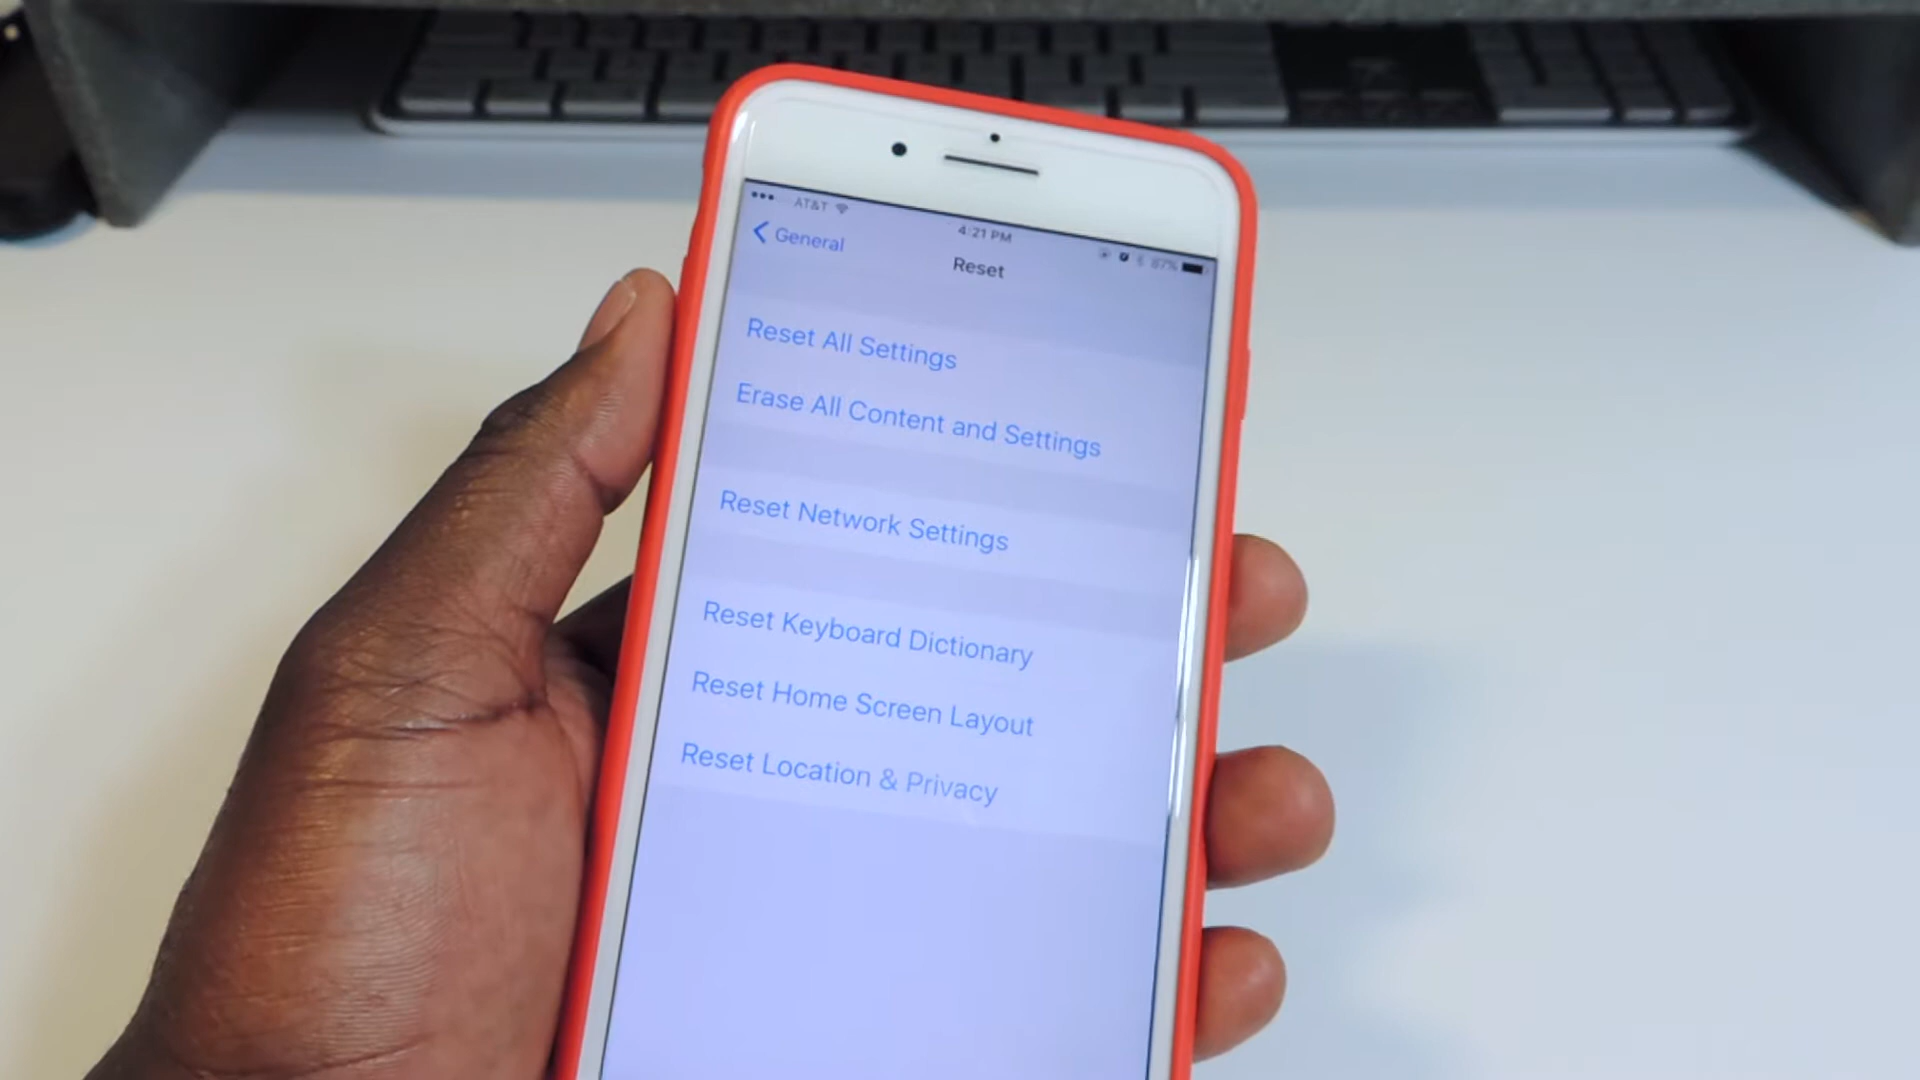 AT&T
4:21 PM
87%
General
Reset
Reset All Settings
Erase All Content and Settings
Reset Network Settings
Reset Keyboard Dictionary
Reset Home Screen Layout
Reset Location & Privacy